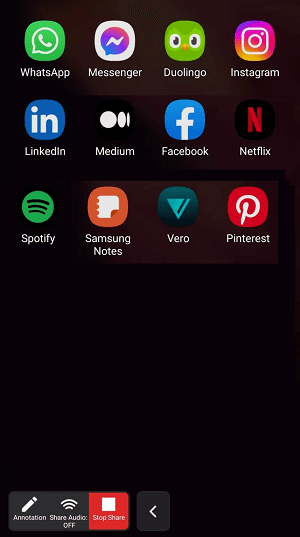 WhatsApp Messenger Duolingo Instagram
in
LinkedIn Medium Facebook Netflix
Spotify Samsung Notes Vero Pinterest
Annotation Share Audio: OFF Stop Share